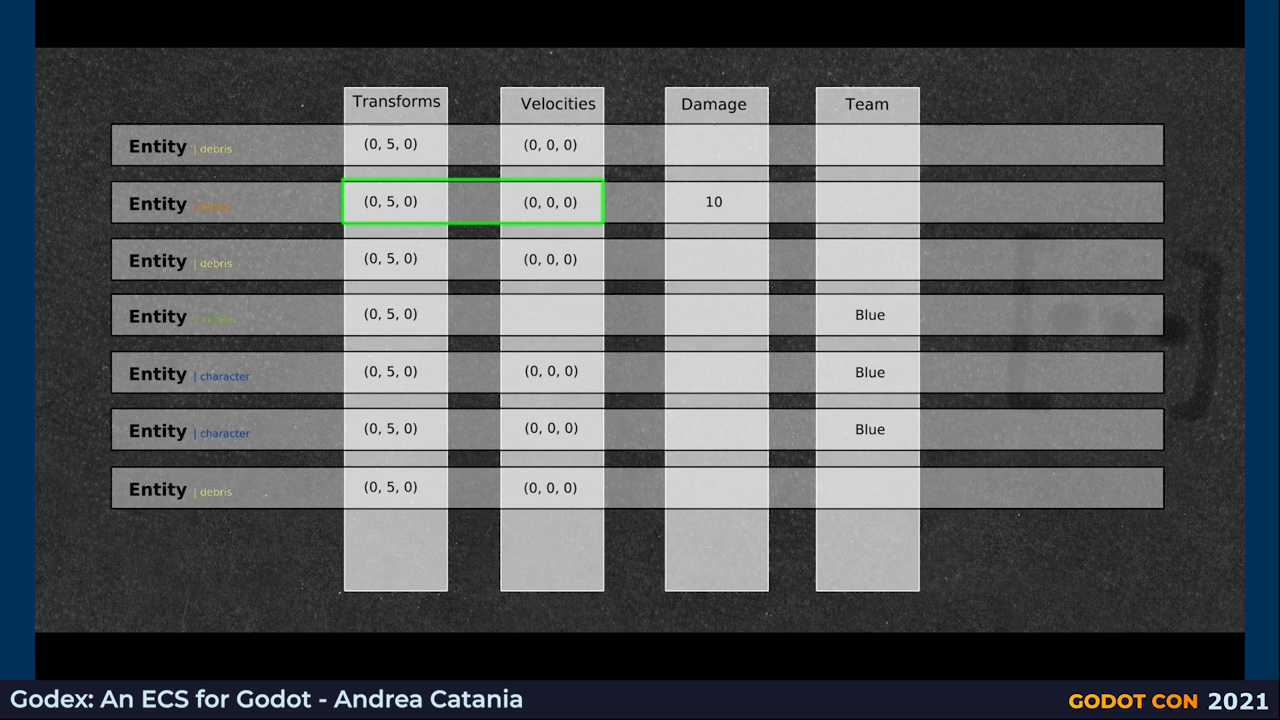 Transforms Velocities Damage Team
Entity | debris (0, 5, 0) (0, 0, 0)
Entity (0, 5, 0) (0, 0, 0) 10
Entity | debris (0, 5, 0) (0, 0, 0)
Entity (0, 5, 0) Blue
Entity | character (0, 5, 0) (0, 0, 0) Blue
Entity | character (0, 5, 0) (0, 0, 0) Blue
Entity | debris (0, 5, 0) (0, 0, 0)
Godex: An ECS for Godot - Andrea Catania
GODOT CON 2021